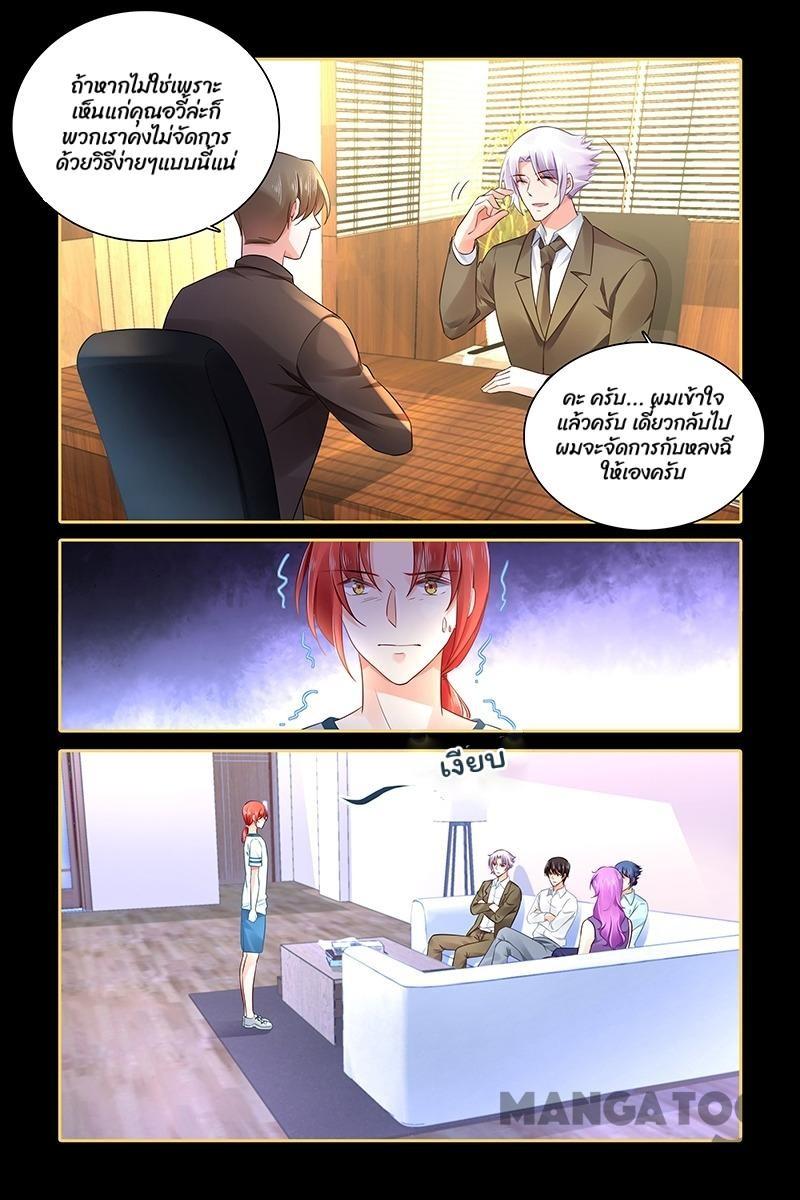 ถ้าหากไม่ใช่เพราะ
เห็นแก่คุณอวี้ล่ะก็
พวกเราคงไม่จัดการ
ด้วยวิธีง่ายๆแบบนี้แน่
คะ ครับ... ผมเข้าใจ
แล้วครับ เดี๋ยวกลับไป
ผมจะจัดการกับหลงฉี
ให้เองครับ
เงียบ
MANGATOO